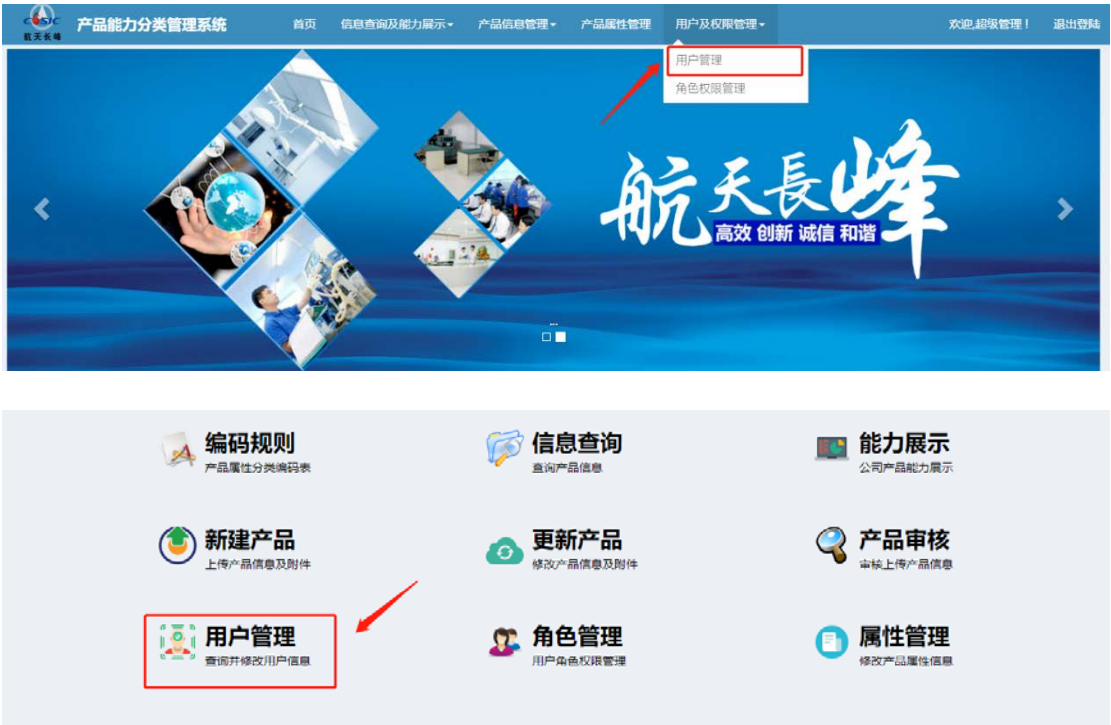 CASIC
航天长峰
产品能力分类管理系统
首页
信息查询及能力展示
产品信息管理
产品属性管理
用户及权限管理
欢迎,超级管理！
退出登陆
用户管理
角色权限管理
航天長峰
高效 创新 诚信 和谐
...
编码规则
产品属性分类编码表
信息查询
查询产品信息
能力展示
公司产品能力展示
新建产品
上传产品信息及附件
更新产品
修改产品信息及附件
产品审核
审核上传产品信息
用户管理
查询并修改用户信息
角色管理
用户角色权限管理
属性管理
修改产品属性信息